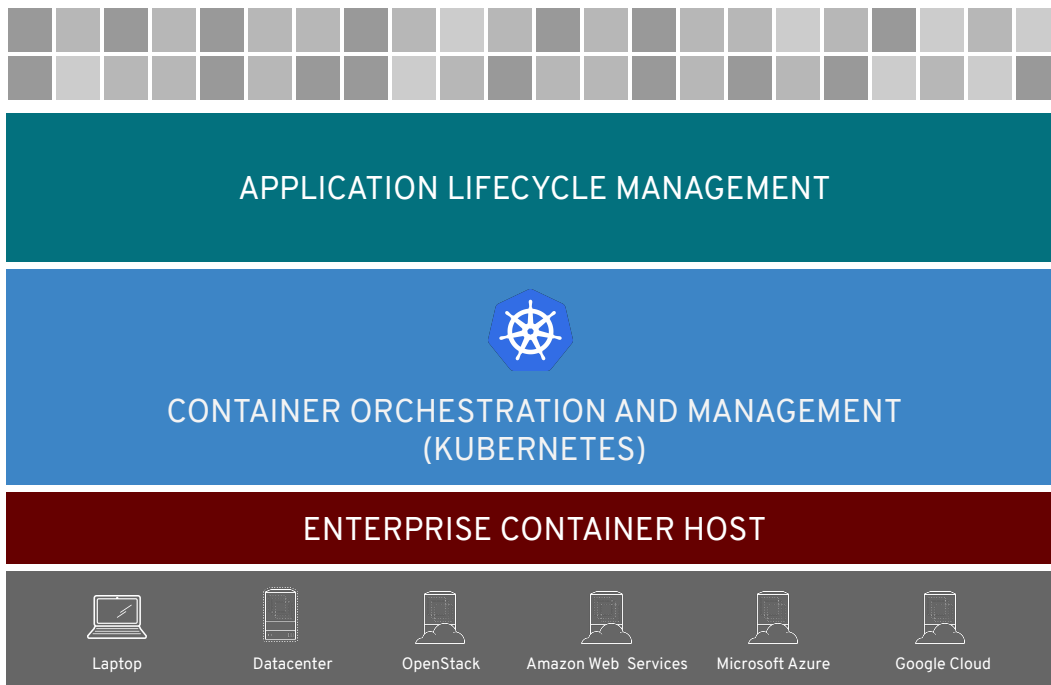 APPLICATION LIFECYCLE MANAGEMENT
CONTAINER ORCHESTRATION AND MANAGEMENT
(KUBERNETES)
ENTERPRISE CONTAINER HOST
Laptop
Datacenter
OpenStack
Amazon Web Services
Microsoft Azure
Google Cloud